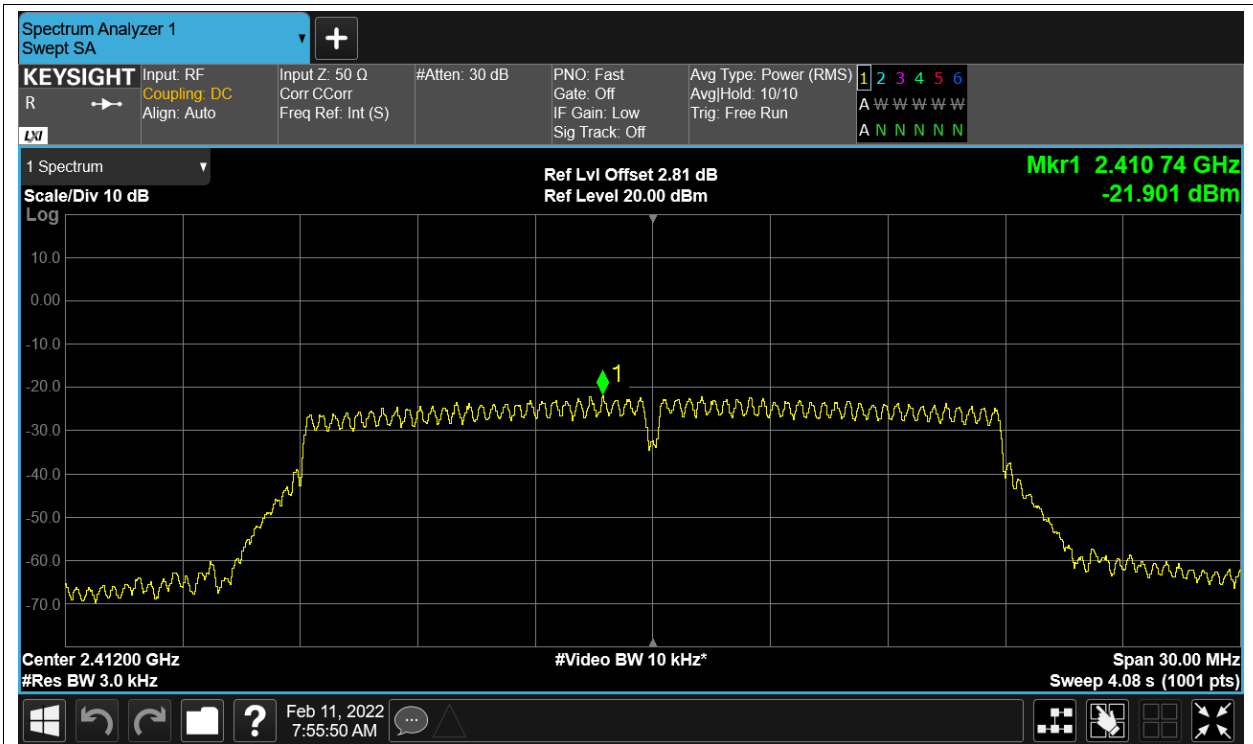 Spectrum Analyzer 1
Swept SA
+
KEYSIGHT
R
LXI
Input: RF
Coupling: DC
Align: Auto
Input Z: 50 Ω
Corr CCorr
Freq Ref: Int (S)
#Atten: 30 dB
PNO: Fast
Gate: Off
IF Gain: Low
Sig Track: Off
Avg Type: Power (RMS)
Avg|Hold: 10/10
Trig: Free Run
1 2 3 4 5 6
A W W W W W
A N N N N N
1 Spectrum
Scale/Div 10 dB
Log
Ref Lvl Offset 2.81 dB
Ref Level 20.00 dBm
Mkr1 2.410 74 GHz
-21.901 dBm
10.0
0.00
-10.0
-20.0
-30.0
-40.0
-50.0
-60.0
-70.0
1
Center 2.41200 GHz
#Res BW 3.0 kHz
#Video BW 10 kHz*
Span 30.00 MHz
Sweep 4.08 s (1001 pts)
?
Feb 11, 2022
7:55:50 AM